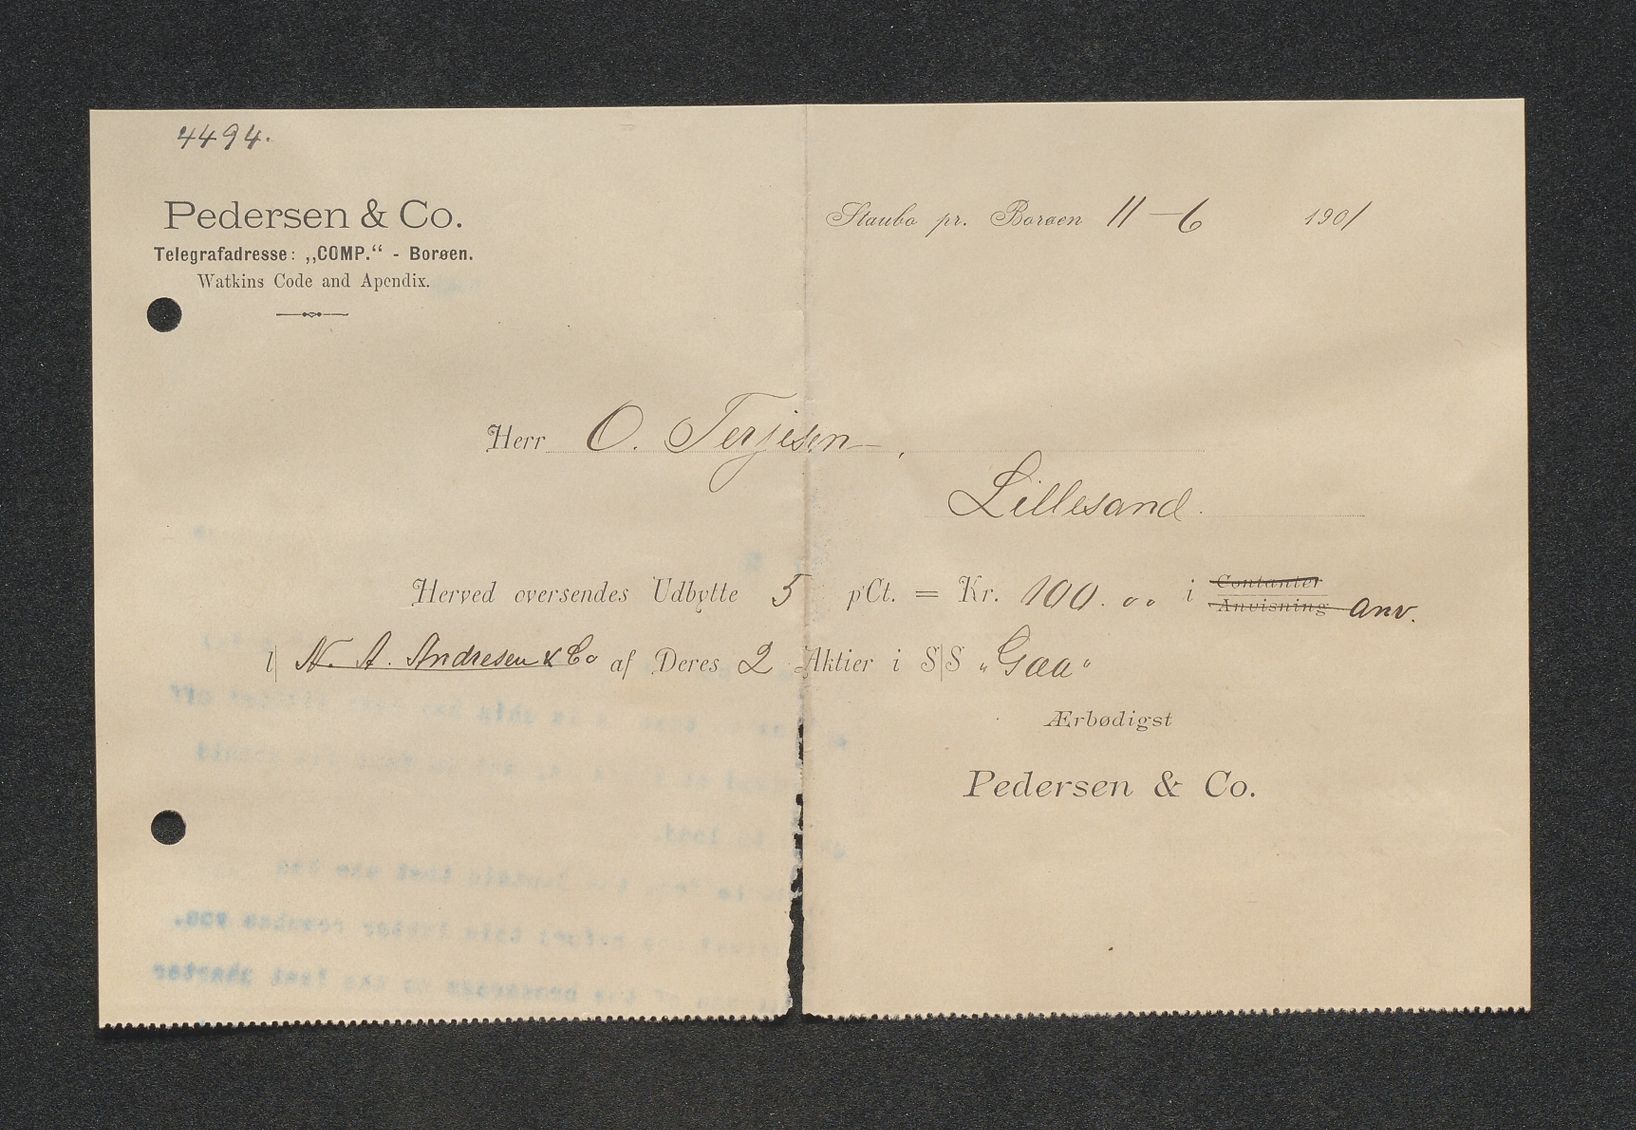 4494.
Pedersen & Co.
Telegrafadresse: „COMP.“ - Borøen.
Watkins Code and Apendix.
Staubo pr. Borøen 11-6 1901
Herr O. Terjesen,
Lillesand.
Herved oversendes Udbytte 5 pCt. = Kr. 100.00 i Contanter
Anvisning anv.
N. A. Andresen & Co af Deres 2 Aktier i S|S „Gaa“
Ærbødigst
Pedersen & Co.